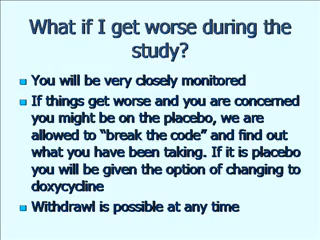 What if I get worse during the
study?
You will be very closely monitored
If things get worse and you are concerned
you might be on the placebo, we are
allowed to “break the code” and find out
what you have been taking. If it is placebo
you will be given the option of changing to
doxycycline
Withdrawl is possible at any time